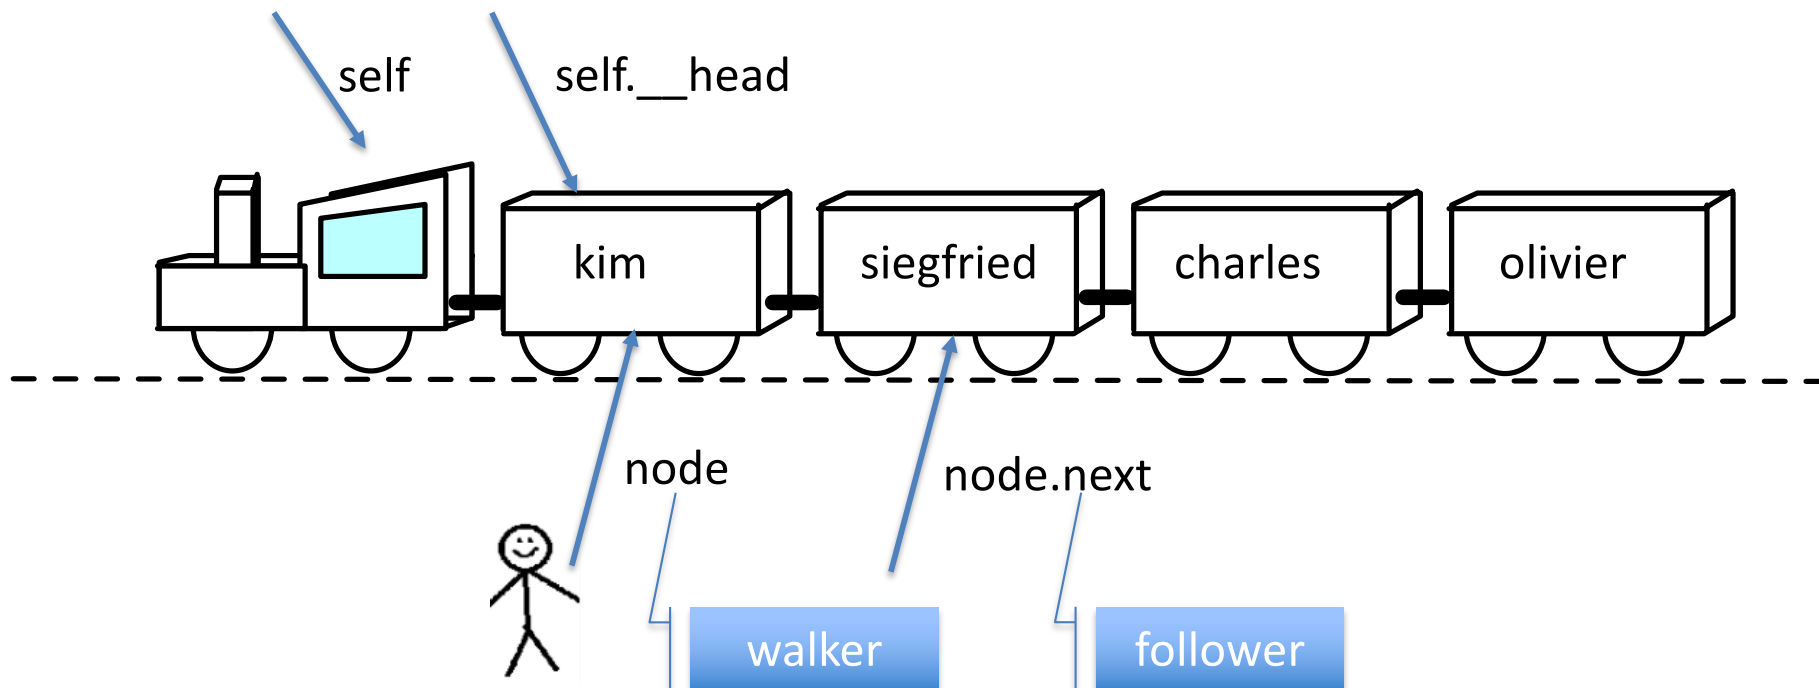 self
self.__head
kim
siegfried
charles
olivier
node
node.next
walker
follower